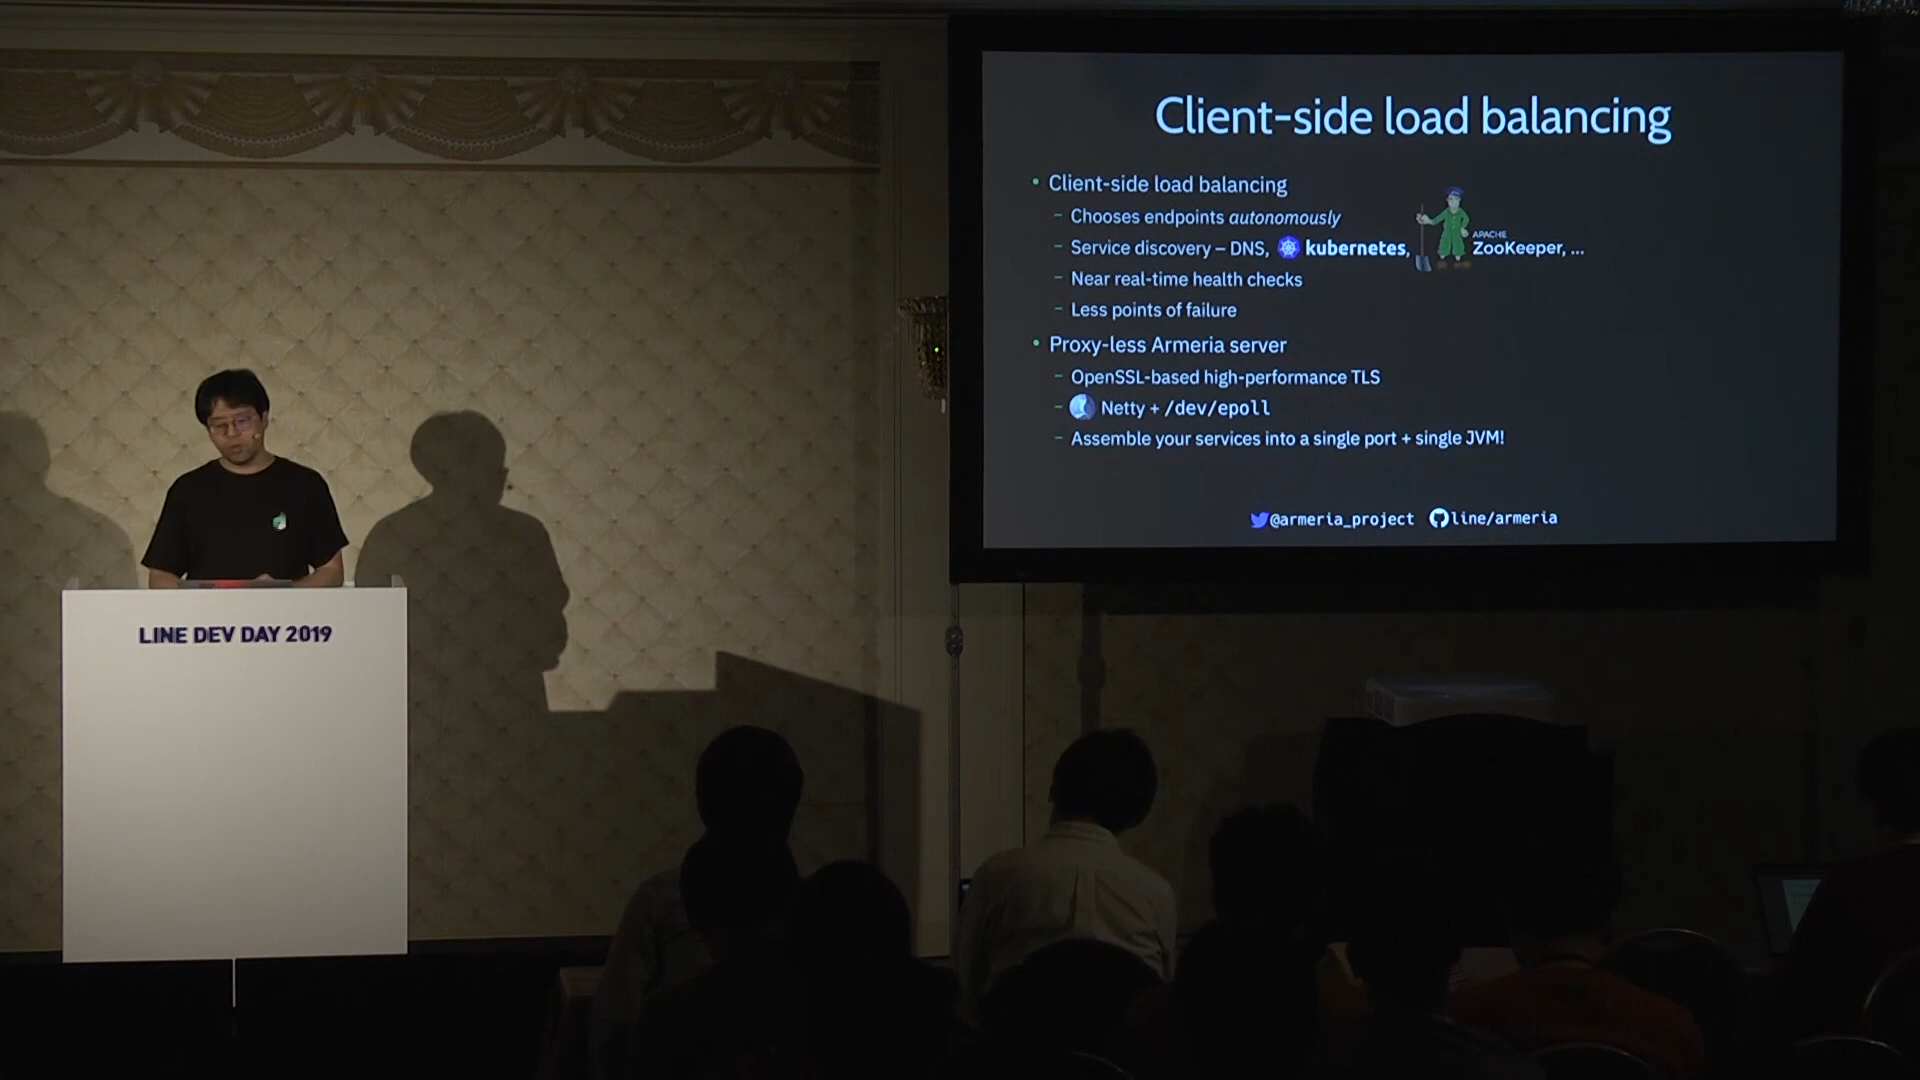 Client-side load balancing
• Client-side load balancing
– Chooses endpoints autonomously
– Service discovery – DNS, kubernetes, APACHE ZooKeeper, ...
– Near real-time health checks
– Less points of failure
• Proxy-less Armeria server
– OpenSSL-based high-performance TLS
– Netty + /dev/epoll
– Assemble your services into a single port + single JVM!
@armeria_project line/armeria
LINE DEV DAY 2019